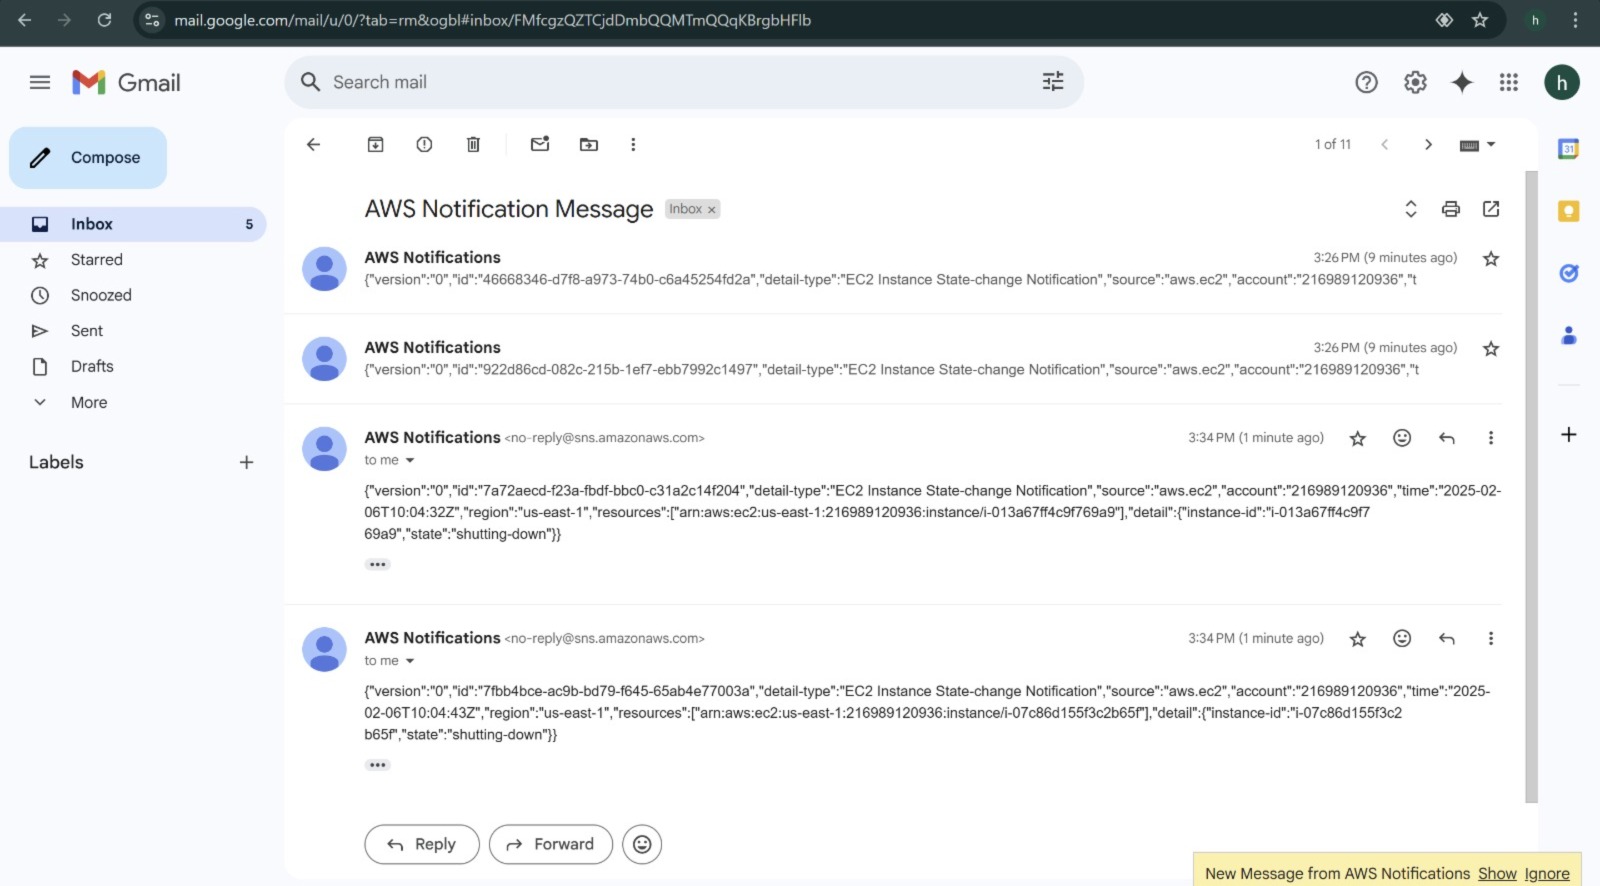 mail.google.com/mail/u/0/?tab=rm&ogbl#inbox/FMfcgzQZTCjdDmbQQMTmQQqKBrgbHFlb
h
Gmail
Search mail
h
Compose
1 of 11
31
AWS Notification Message
Inbox ×
Inbox
5
Starred
Snoozed
Sent
Drafts
More
Labels
AWS Notifications
3:26 PM (9 minutes ago)
{"version":"0","id":"46668346-d7f8-a973-74b0-c6a45254fd2a","detail-type":"EC2 Instance State-change Notification","source":"aws.ec2","account":"216989120936","t
AWS Notifications
3:26 PM (9 minutes ago)
{"version":"0","id":"922d86cd-082c-215b-1ef7-ebb7992c1497","detail-type":"EC2 Instance State-change Notification","source":"aws.ec2","account":"216989120936","t
AWS Notifications <no-reply@sns.amazonaws.com>
3:34 PM (1 minute ago)
to me
{"version":"0","id":"7a72aecd-f23a-fbdf-bbc0-c31a2c14f204","detail-type":"EC2 Instance State-change Notification","source":"aws.ec2","account":"216989120936","time":"2025-02-
06T10:04:32Z","region":"us-east-1","resources":["arn:aws:ec2:us-east-1:216989120936:instance/i-013a67ff4c9f769a9"],"detail":{"instance-id":"i-013a67ff4c9f7
69a9","state":"shutting-down"}}
AWS Notifications <no-reply@sns.amazonaws.com>
3:34 PM (1 minute ago)
to me
{"version":"0","id":"7fbb4bce-ac9b-bd79-f645-65ab4e77003a","detail-type":"EC2 Instance State-change Notification","source":"aws.ec2","account":"216989120936","time":"2025-
02-06T10:04:43Z","region":"us-east-1","resources":["arn:aws:ec2:us-east-1:216989120936:instance/i-07c86d155f3c2b65f"],"detail":{"instance-id":"i-07c86d155f3c2
b65f","state":"shutting-down"}}
Reply
Forward
New Message from AWS Notifications Show Ignore